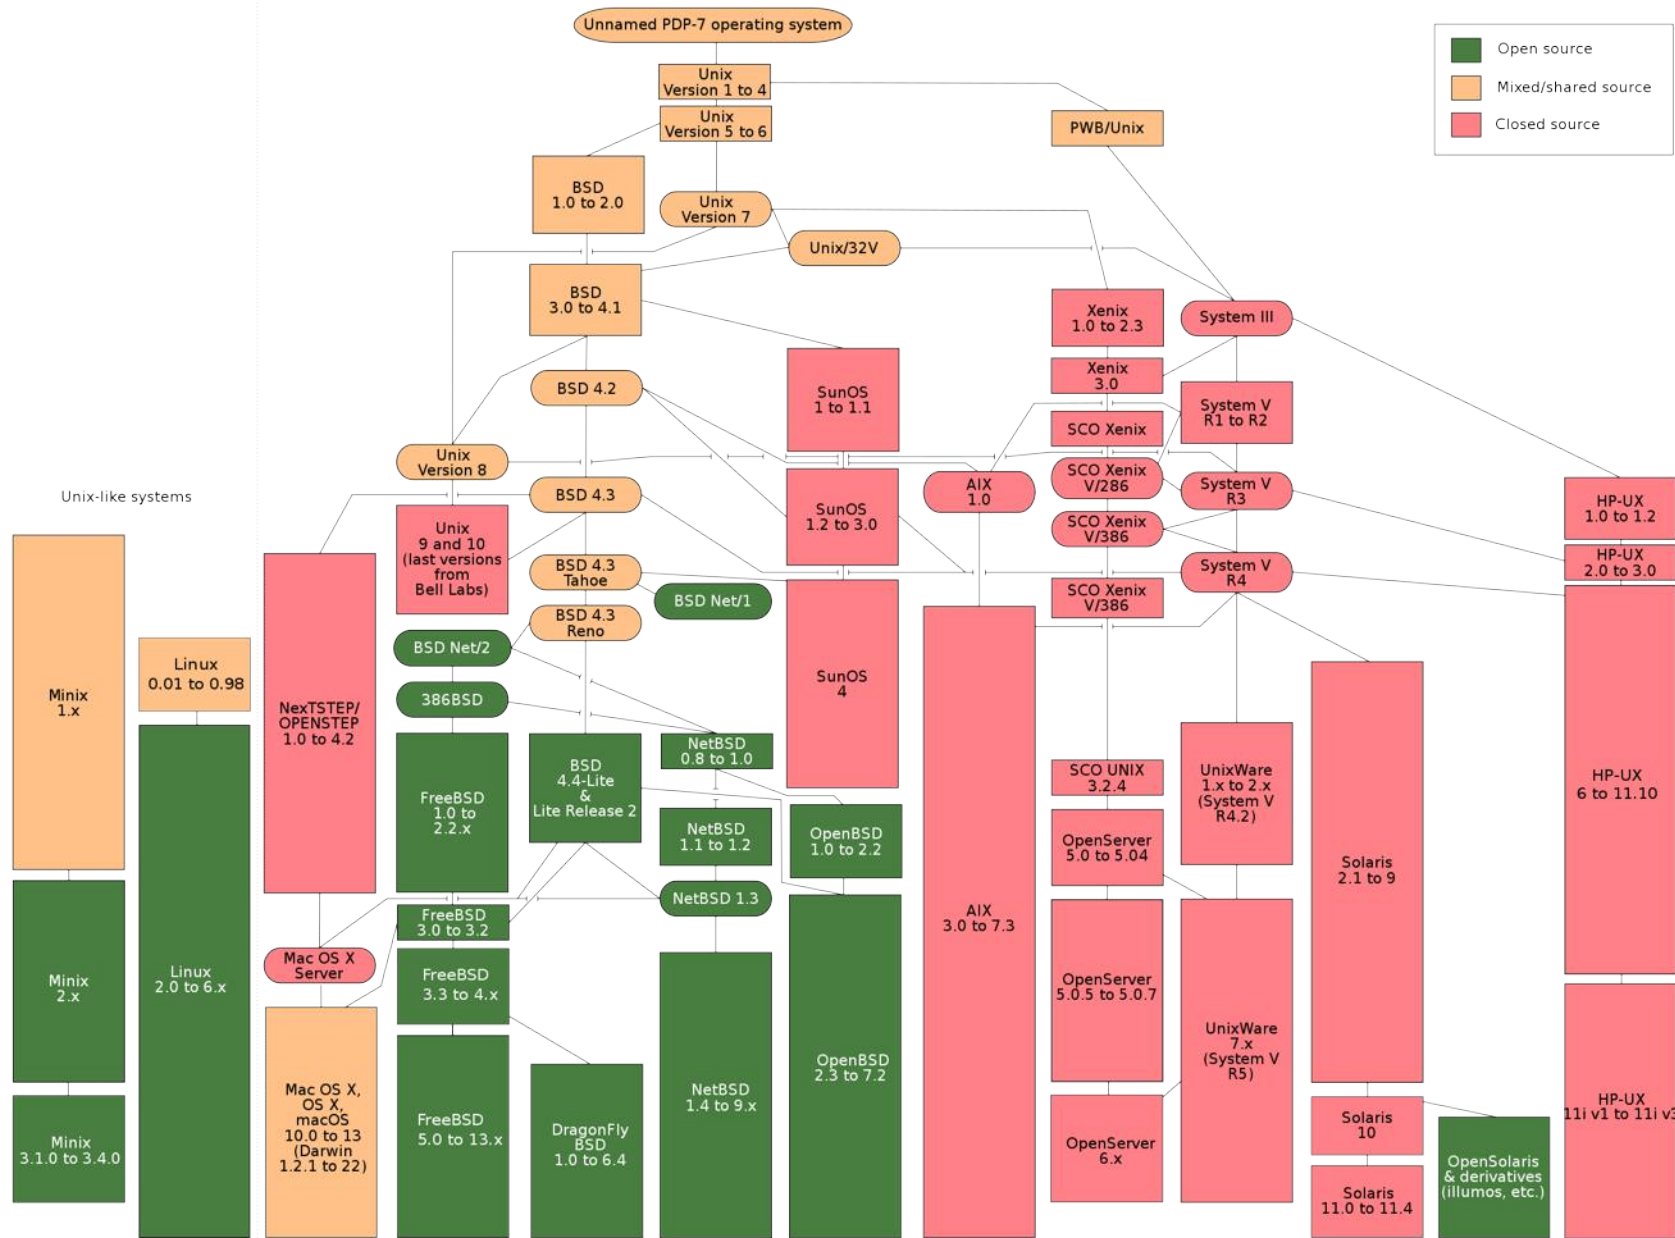 Unnamed PDP-7 operating system
Open source
Mixed/shared source
Closed source
Unix
Version 1 to 4
Unix
Version 5 to 6
PWB/Unix
BSD
1.0 to 2.0
Unix
Version 7
Unix/32V
BSD
3.0 to 4.1
Xenix
1.0 to 2.3
System III
Xenix
3.0
SunOS
1 to 1.1
BSD 4.2
System V
R1 to R2
SCO Xenix
Unix
Version 8
SCO Xenix
V/286
System V
R3
AIX
1.0
BSD 4.3
Unix-like systems
SunOS
1.2 to 3.0
HP-UX
1.0 to 1.2
Unix
9 and 10
(last versions
from
Bell Labs)
SCO Xenix
V/386
HP-UX
2.0 to 3.0
BSD 4.3
Tahoe
System V
R4
BSD Net/1
SCO Xenix
V/386
BSD 4.3
Reno
BSD Net/2
Linux
0.01 to 0.98
Minix
1.x
386BSD
SunOS
4
NexTSTEP/
OPENSTEP
1.0 to 4.2
NetBSD
0.8 to 1.0
BSD
4.4-Lite
&
Lite Release 2
SCO UNIX
3.2.4
UnixWare
1.x to 2.x
(System V
R4.2)
HP-UX
6 to 11.10
FreeBSD
1.0 to
2.2.x
NetBSD
1.1 to 1.2
OpenBSD
1.0 to 2.2
OpenServer
5.0 to 5.04
Solaris
2.1 to 9
NetBSD 1.3
AIX
3.0 to 7.3
FreeBSD
3.0 to 3.2
Mac OS X
Server
Minix
2.x
Linux
2.0 to 6.x
FreeBSD
3.3 to 4.x
OpenServer
5.0.5 to 5.0.7
UnixWare
7.x
(System V
R5)
OpenBSD
2.3 to 7.2
NetBSD
1.4 to 9.x
Mac OS X,
OS X,
macOS
10.0 to 13
(Darwin
1.2.1 to 22)
FreeBSD
5.0 to 13.x
DragonFly
BSD
1.0 to 6.4
Minix
3.1.0 to 3.4.0
OpenServer
6.x
Solaris
10
HP-UX
11i v1 to 11i v3
OpenSolaris
& derivatives
(illumos, etc.)
Solaris
11.0 to 11.4